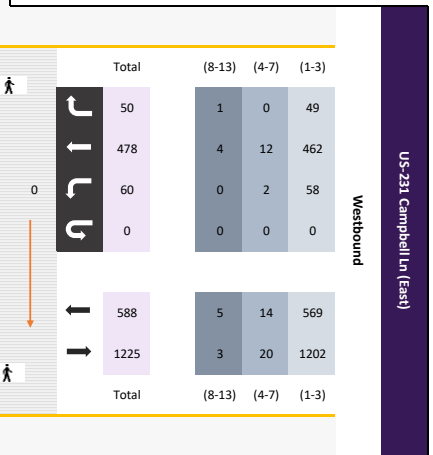 Total (8-13) (4-7) (1-3)
50 1 0 49
478 4 12 462
0 60 0 2 58
0 0 0 0
588 5 14 569
1225 3 20 1202
Total (8-13) (4-7) (1-3)
Westbound
US-231 Campbell Ln (East)